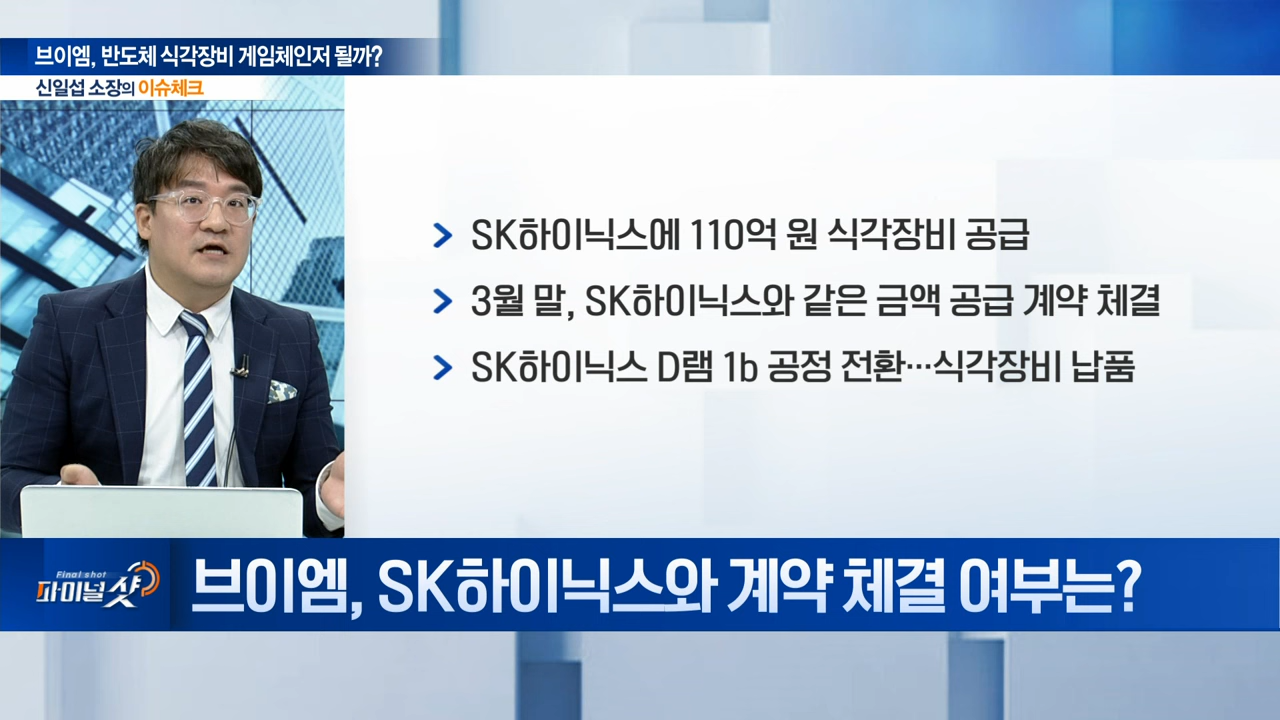 브이엠, 반도체 식각장비 게임체인저 될까?
신일섭 소장의 이슈체크
> SK하이닉스에 110억 원 식각장비 공급
> 3월 말, SK하이닉스와 같은 금액 공급 계약 체결
> SK하이닉스 D램 1b 공정 전환…식각장비 납품
Final shot
파이널샷
브이엠, SK하이닉스와 계약 체결 여부는?